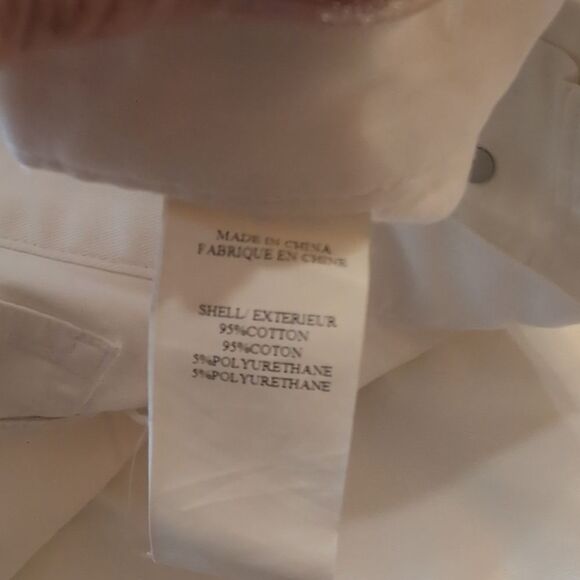 MADE IN CHINA
FABRIQUE EN CHINE
SHELL/ EXTERIEUR
95%COTTON
95%COTON
5%POLYURETHANE
5%POLYURETHANE